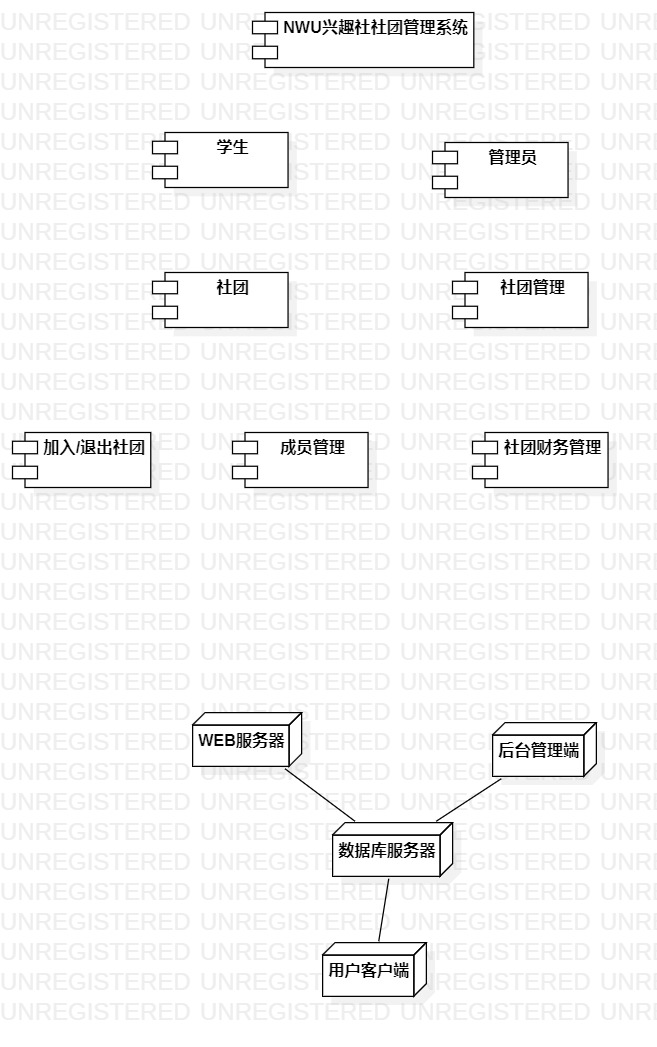 NWU兴趣社社团管理系统
学生
管理员
社团
社团管理
加入/退出社团
成员管理
社团财务管理
WEB服务器
后台管理端
数据库服务器
用户客户端
UNREGISTERED